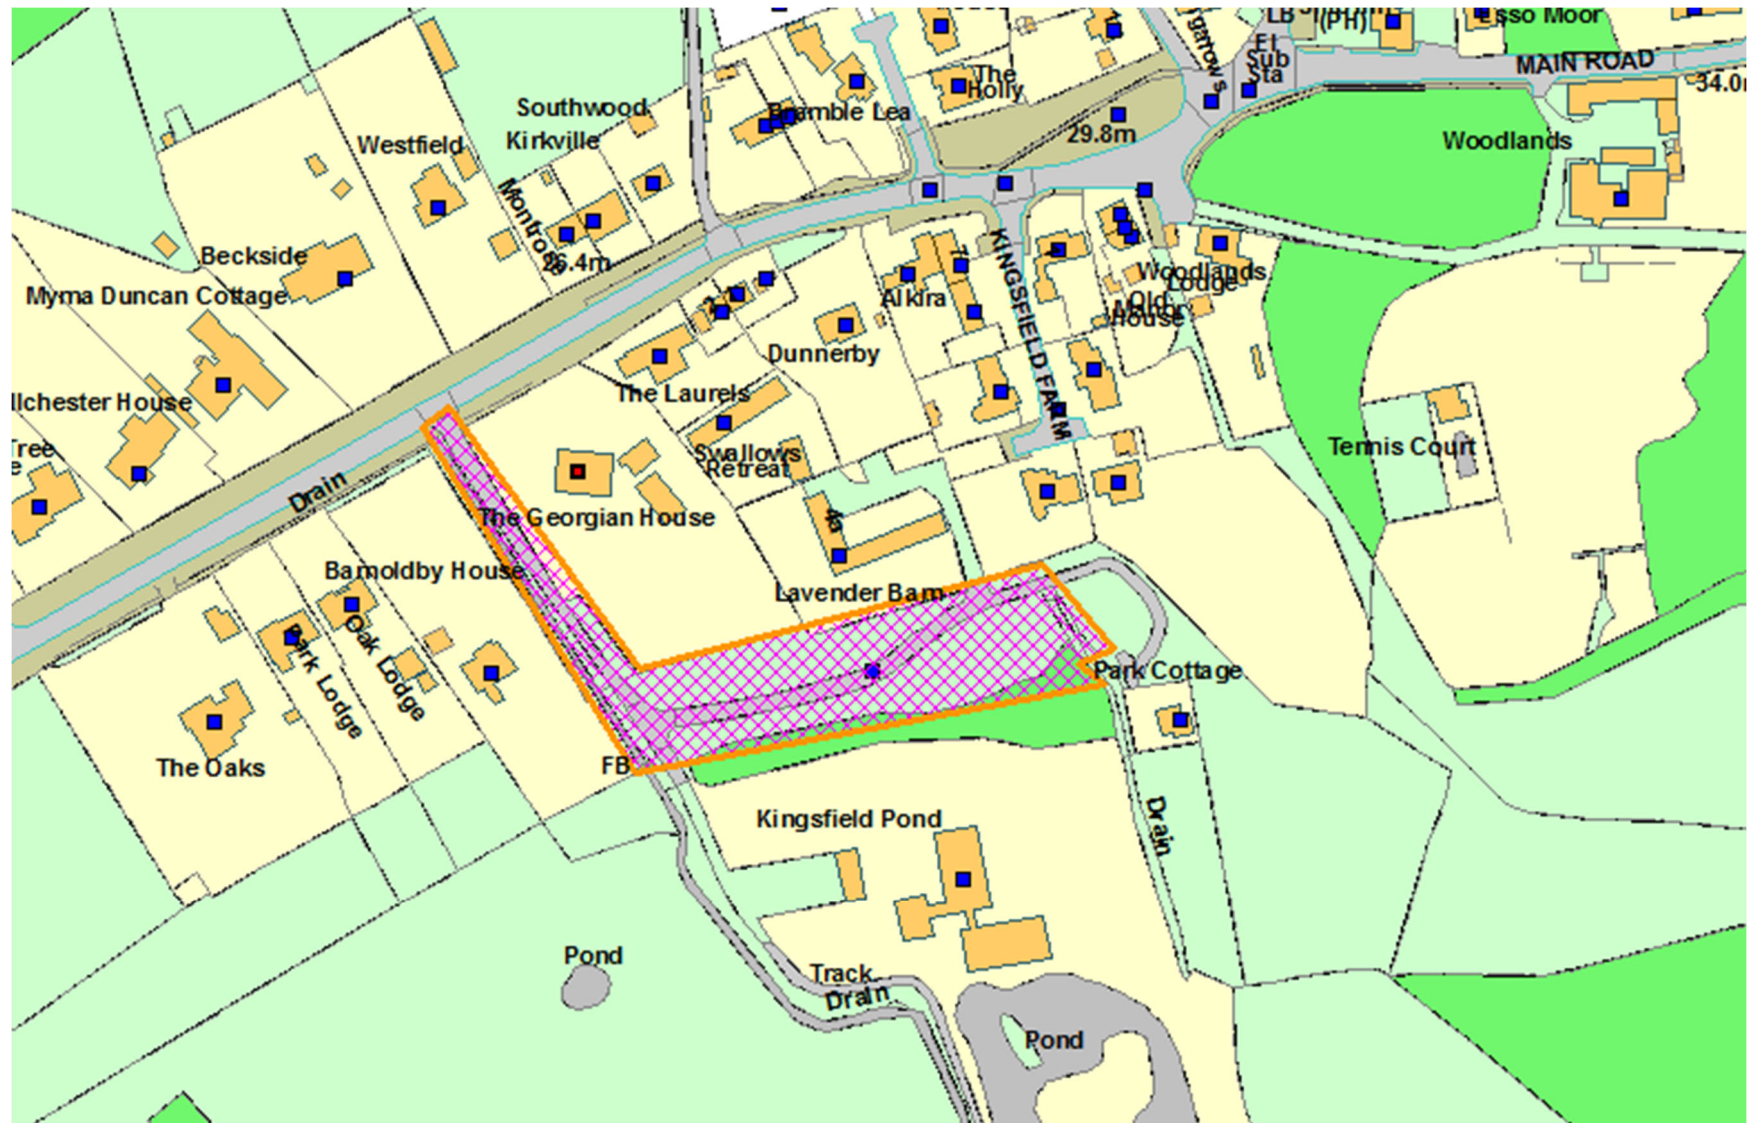 LB
(PH)
Esso Moor
El
Sub
Sta
MAIN ROAD
The
Holly
Southwood
Kirkville
Bramble Lea
29.8m
Woodlands
Westfield
Montrose
26.4m
Beckside
Myrna Duncan Cottage
KINGSFIELD FARM
Woodlands
Lodge
Old
Manor
House
Alkira
Dunnerby
The Laurels
Ilchester House
Tree
Swallows
Retreat
Tennis Court
Drain
The Georgian House
4a
Barnoldby House
Lavender Barn
Park Lodge
Oak Lodge
Park Cottage
The Oaks
FB
Kingsfield Pond
Drain
Pond
Track
Drain
Pond